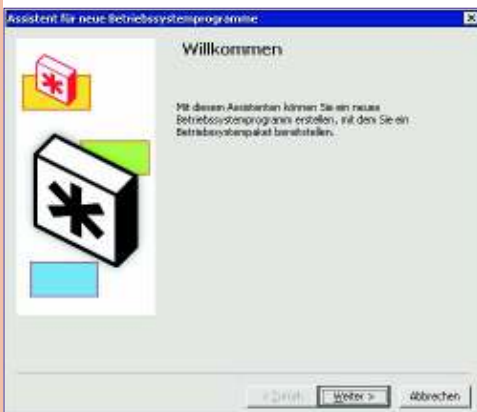 Assistent für neue Betriebssystemprogramme
Willkommen
Mit diesem Assistenten können Sie ein neues
Betriebssystemprogramm erstellen, mit dem Sie ein
Betriebssystempaket bereitstellen.
< Zurück Weiter > Abbrechen